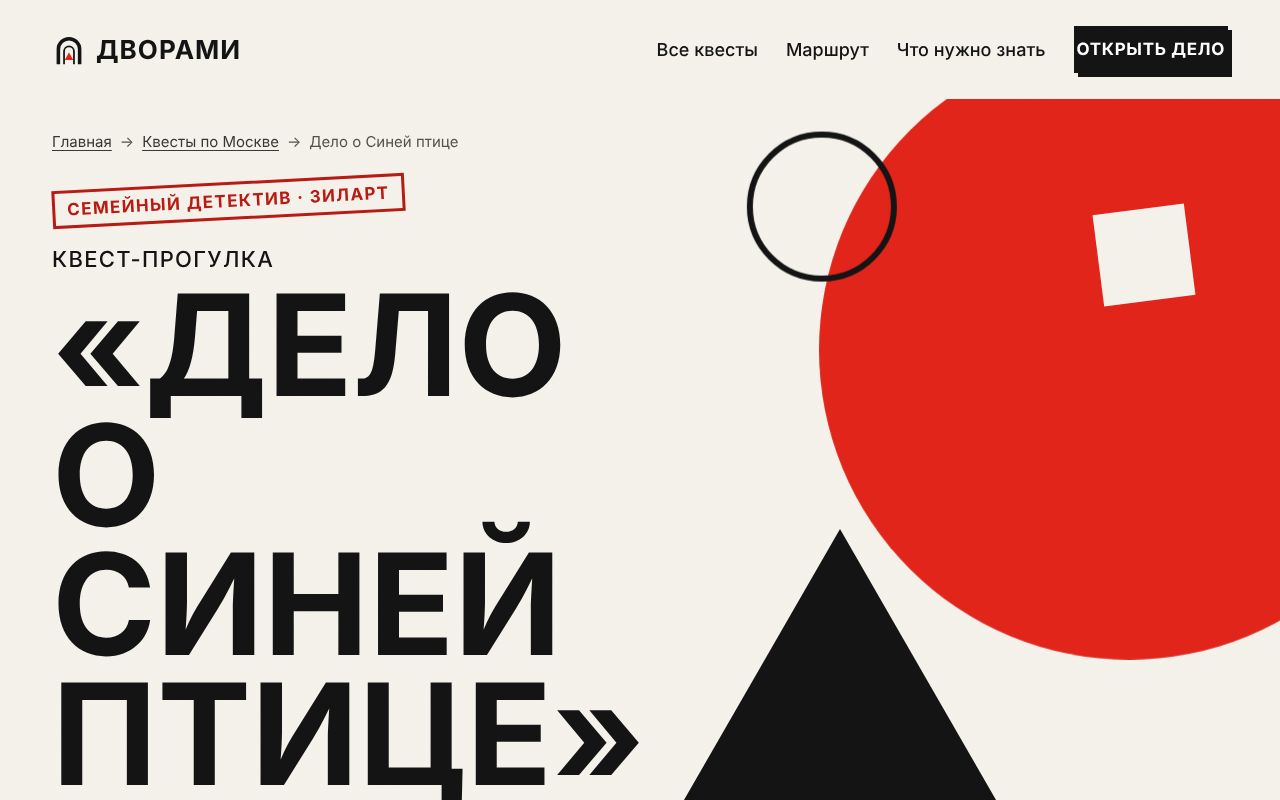 ДВОРАМИ
Все квесты Маршрут Что нужно знать ОТКРЫТЬ ДЕЛО
Главная → Квесты по Москве → Дело о Синей птице
СЕМЕЙНЫЙ ДЕТЕКТИВ · ЗИЛАРТ
КВЕСТ-ПРОГУЛКА
«ДЕЛО
О
СИНЕЙ
ПТИЦЕ»